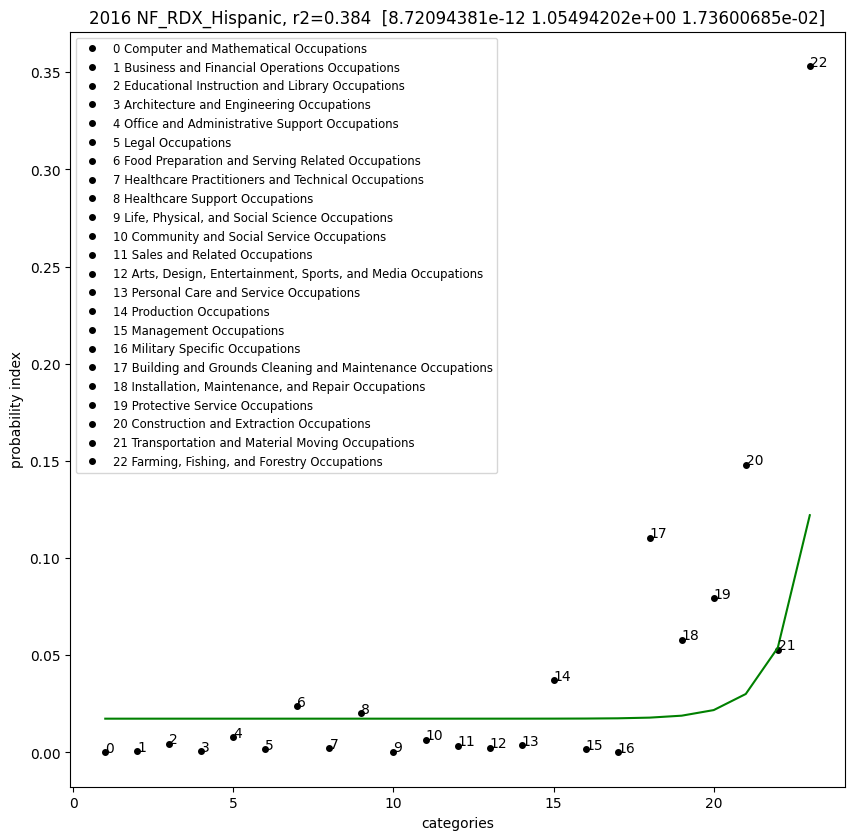 2016 NF_RDX_Hispanic, r2=0.384  [8.72094381e-12 1.05494202e+00 1.73600685e-02]
0 Computer and Mathematical Occupations
1 Business and Financial Operations Occupations
2 Educational Instruction and Library Occupations
3 Architecture and Engineering Occupations
4 Office and Administrative Support Occupations
5 Legal Occupations
6 Food Preparation and Serving Related Occupations
7 Healthcare Practitioners and Technical Occupations
8 Healthcare Support Occupations
9 Life, Physical, and Social Science Occupations
10 Community and Social Service Occupations
11 Sales and Related Occupations
12 Arts, Design, Entertainment, Sports, and Media Occupations
13 Personal Care and Service Occupations
14 Production Occupations
15 Management Occupations
16 Military Specific Occupations
17 Building and Grounds Cleaning and Maintenance Occupations
18 Installation, Maintenance, and Repair Occupations
19 Protective Service Occupations
20 Construction and Extraction Occupations
21 Transportation and Material Moving Occupations
22 Farming, Fishing, and Forestry Occupations
probability index
0.35
0.30
0.25
0.20
0.15
0.10
0.05
0.00
0
1
2
3
4
5
6
7
8
9
10
11
12
13
14
15
16
17
18
19
20
21
22
0
5
10
15
20
categories